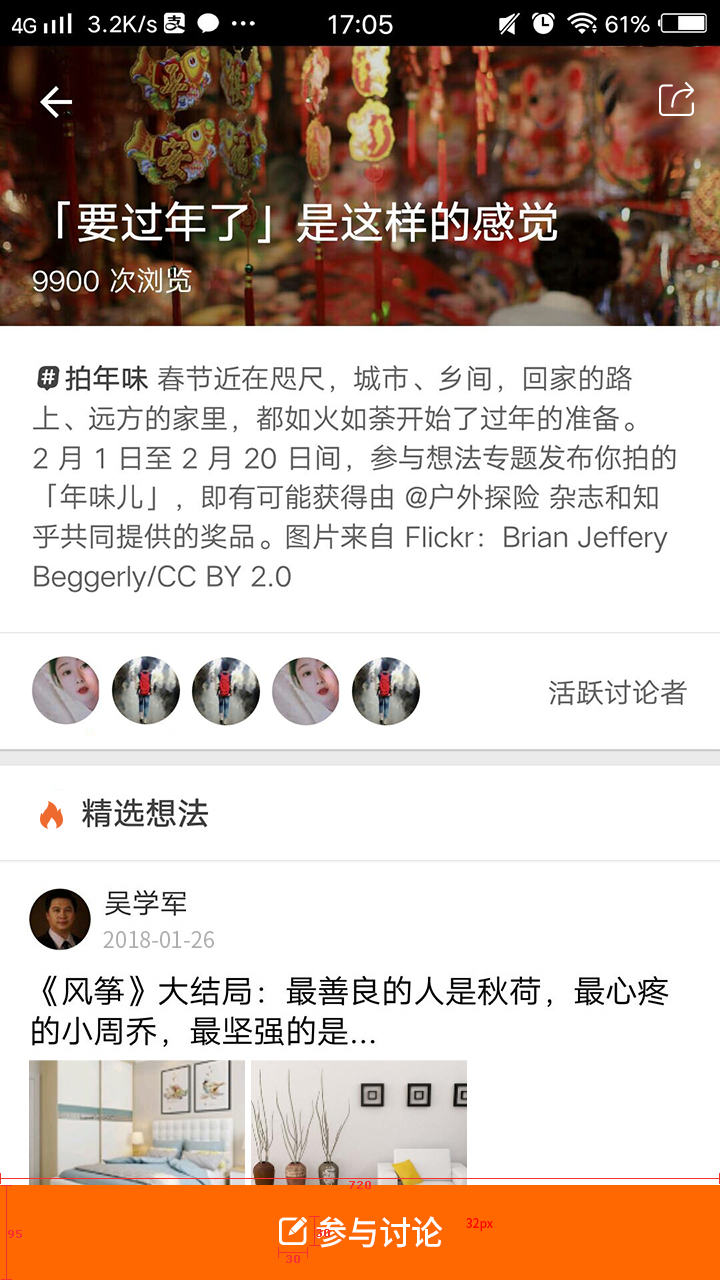 4G 3.2K/s 支 ... 17:05 61%
「要过年了」是这样的感觉
9900 次浏览
#拍年味 春节近在咫尺，城市、乡间，回家的路
上、远方的家里，都如火如荼开始了过年的准备。
2 月 1 日至 2 月 20 日间，参与想法专题发布你拍的
「年味儿」，即有可能获得由 @户外探险 杂志和知
乎共同提供的奖品。图片来自 Flickr：Brian Jeffery
Beggerly/CC BY 2.0
活跃讨论者
精选想法
吴学军
2018-01-26
《风筝》大结局：最善良的人是秋荷，最心疼
的小周乔，最坚强的是...
720
95
30
参与讨论
32px
30